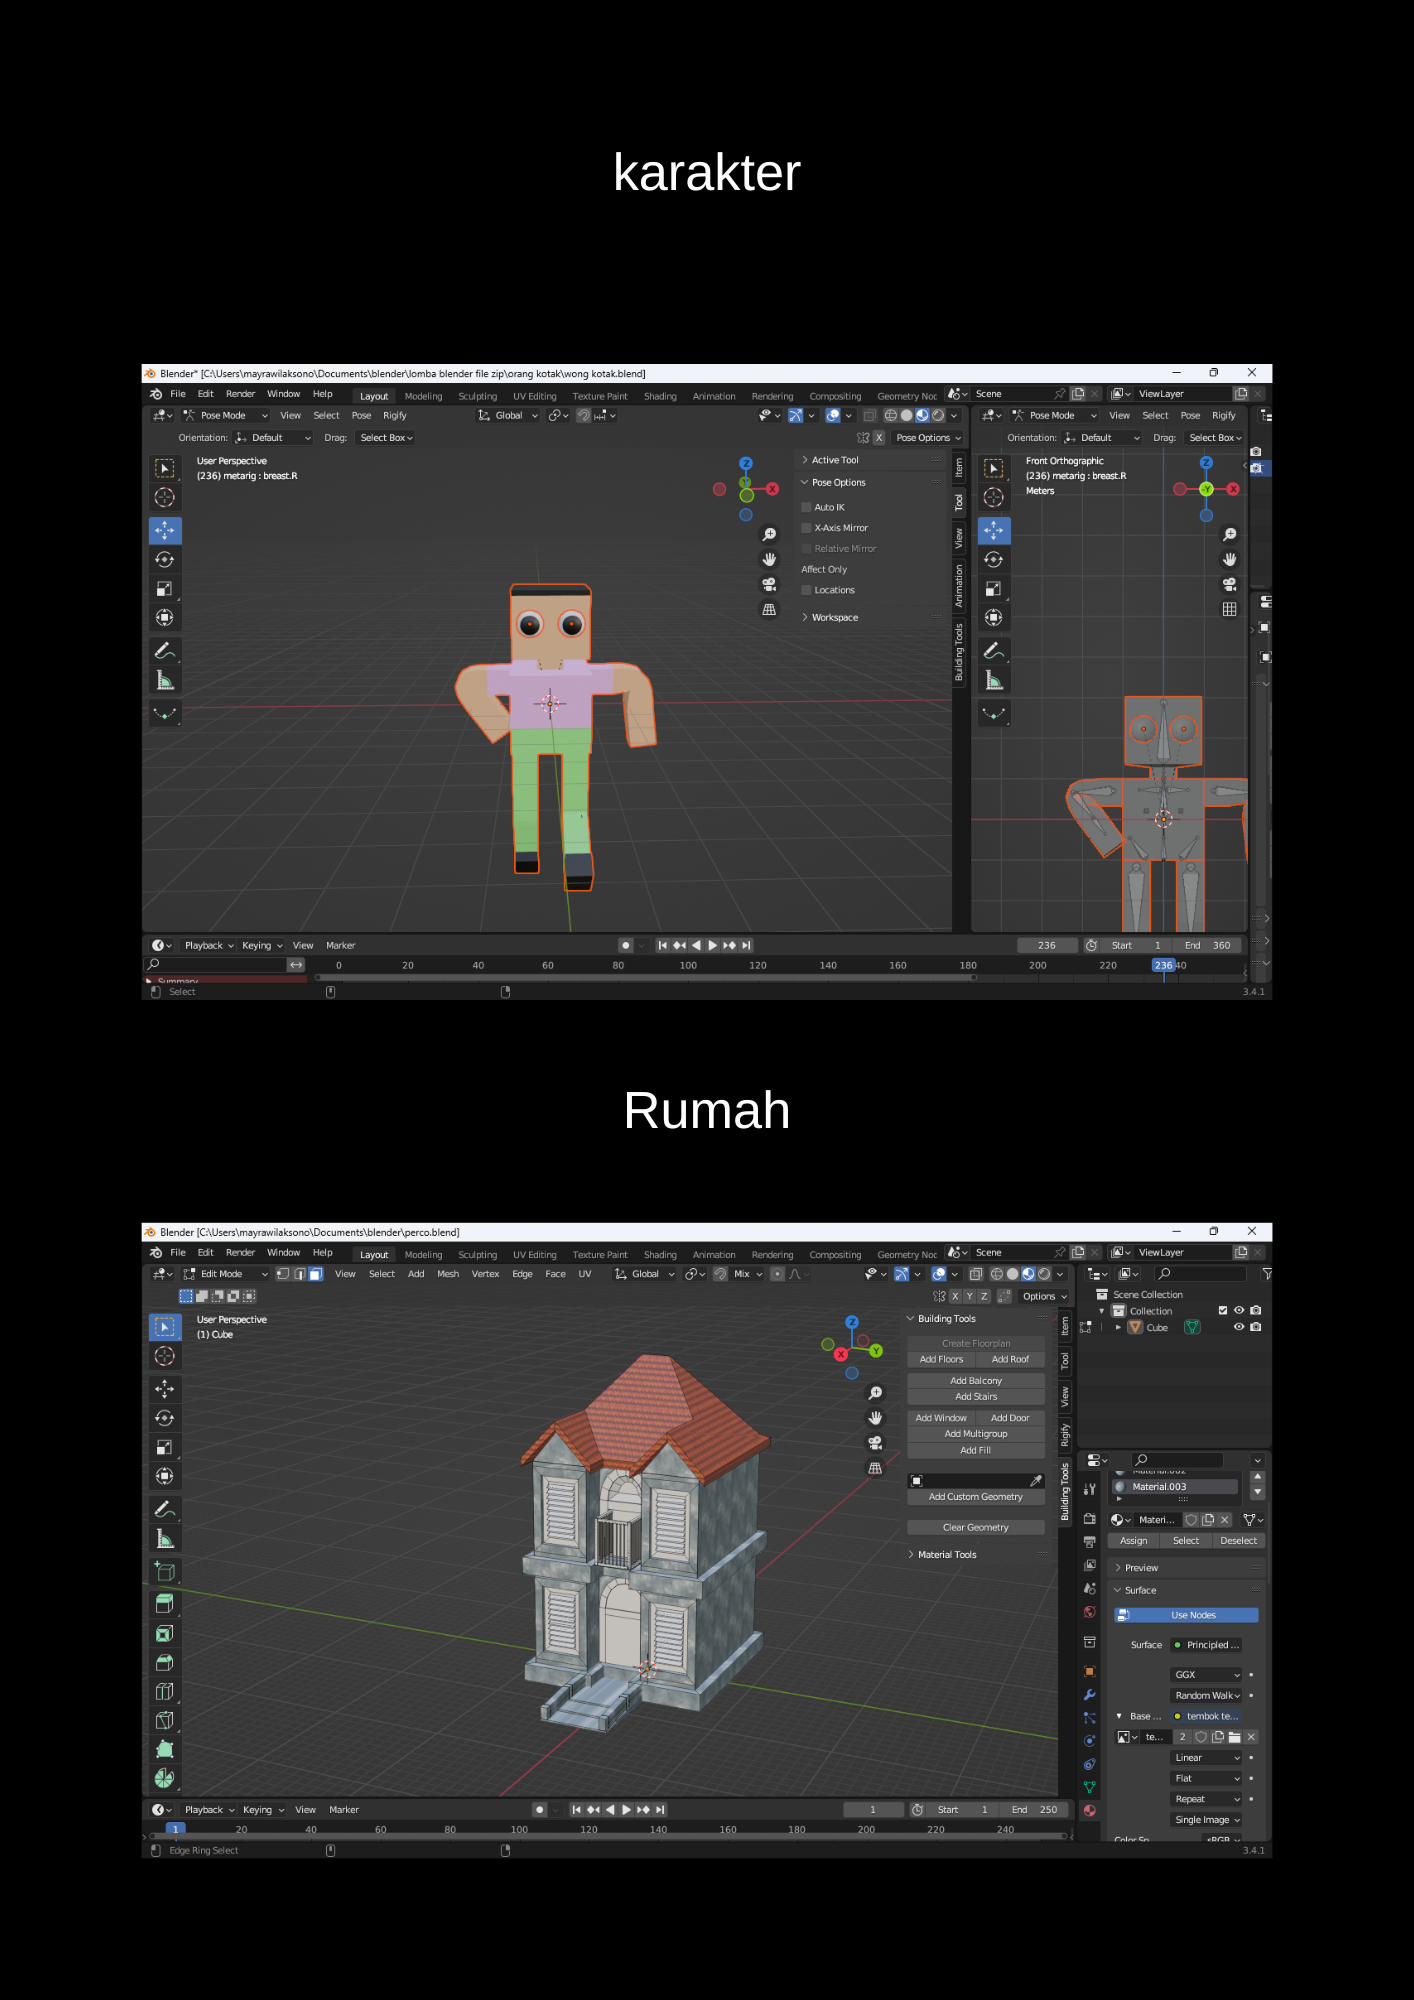 karakter
Blender* [C:\Users\mayrawilaksono\Documents\blender\lomba blender file zip\orang kotak\wong kotak.blend]
File Edit Render Window Help Layout Modeling Sculpting UV Editing Texture Paint Shading Animation Rendering Compositing Geometry Noc Scene ViewLayer
Pose Mode View Select Pose Rigify Global Pose Mode View Select Pose Rigify
Orientation: Default Drag: Select Box X Pose Options Orientation: Default Drag: Select Box
User Perspective
(236) metarig : breast.R
Z
X
Active Tool
Pose Options
Auto IK
X-Axis Mirror
Relative Mirror
Affect Only
Locations
Workspace
Item
Tool
View
Animation
Building Tools
Front Orthographic
(236) metarig : breast.R
Meters
Z
Y
X
Playback Keying View Marker 236 Start 1 End 360
0 20 40 60 80 100 120 140 160 180 200 220 236 40
Summary
Select 3.4.1
Rumah
Blender [C:\Users\mayrawilaksono\Documents\blender\perco.blend]
File Edit Render Window Help Layout Modeling Sculpting UV Editing Texture Paint Shading Animation Rendering Compositing Geometry Noc Scene ViewLayer
Edit Mode View Select Add Mesh Vertex Edge Face UV Global Mix
X Y Z Options
User Perspective
(1) Cube
Z
X
Y
Building Tools
Create Floorplan
Add Floors Add Roof
Add Balcony
Add Stairs
Add Window Add Door
Add Multigroup
Add Fill
Add Custom Geometry
Clear Geometry
Material Tools
Item
Tool
View
Rigify
Building Tools
Scene Collection
Collection
Cube
Material.002
Material.003
Materi...
Assign Select Deselect
Preview
Surface
Use Nodes
Surface Principled ...
GGX
Random Walk
Base ... tembok te...
te... 2
Linear
Flat
Repeat
Single Image
Color Sp... sRGB
Playback Keying View Marker 1 Start 1 End 250
1 20 40 60 80 100 120 140 160 180 200 220 240
Edge Ring Select 3.4.1